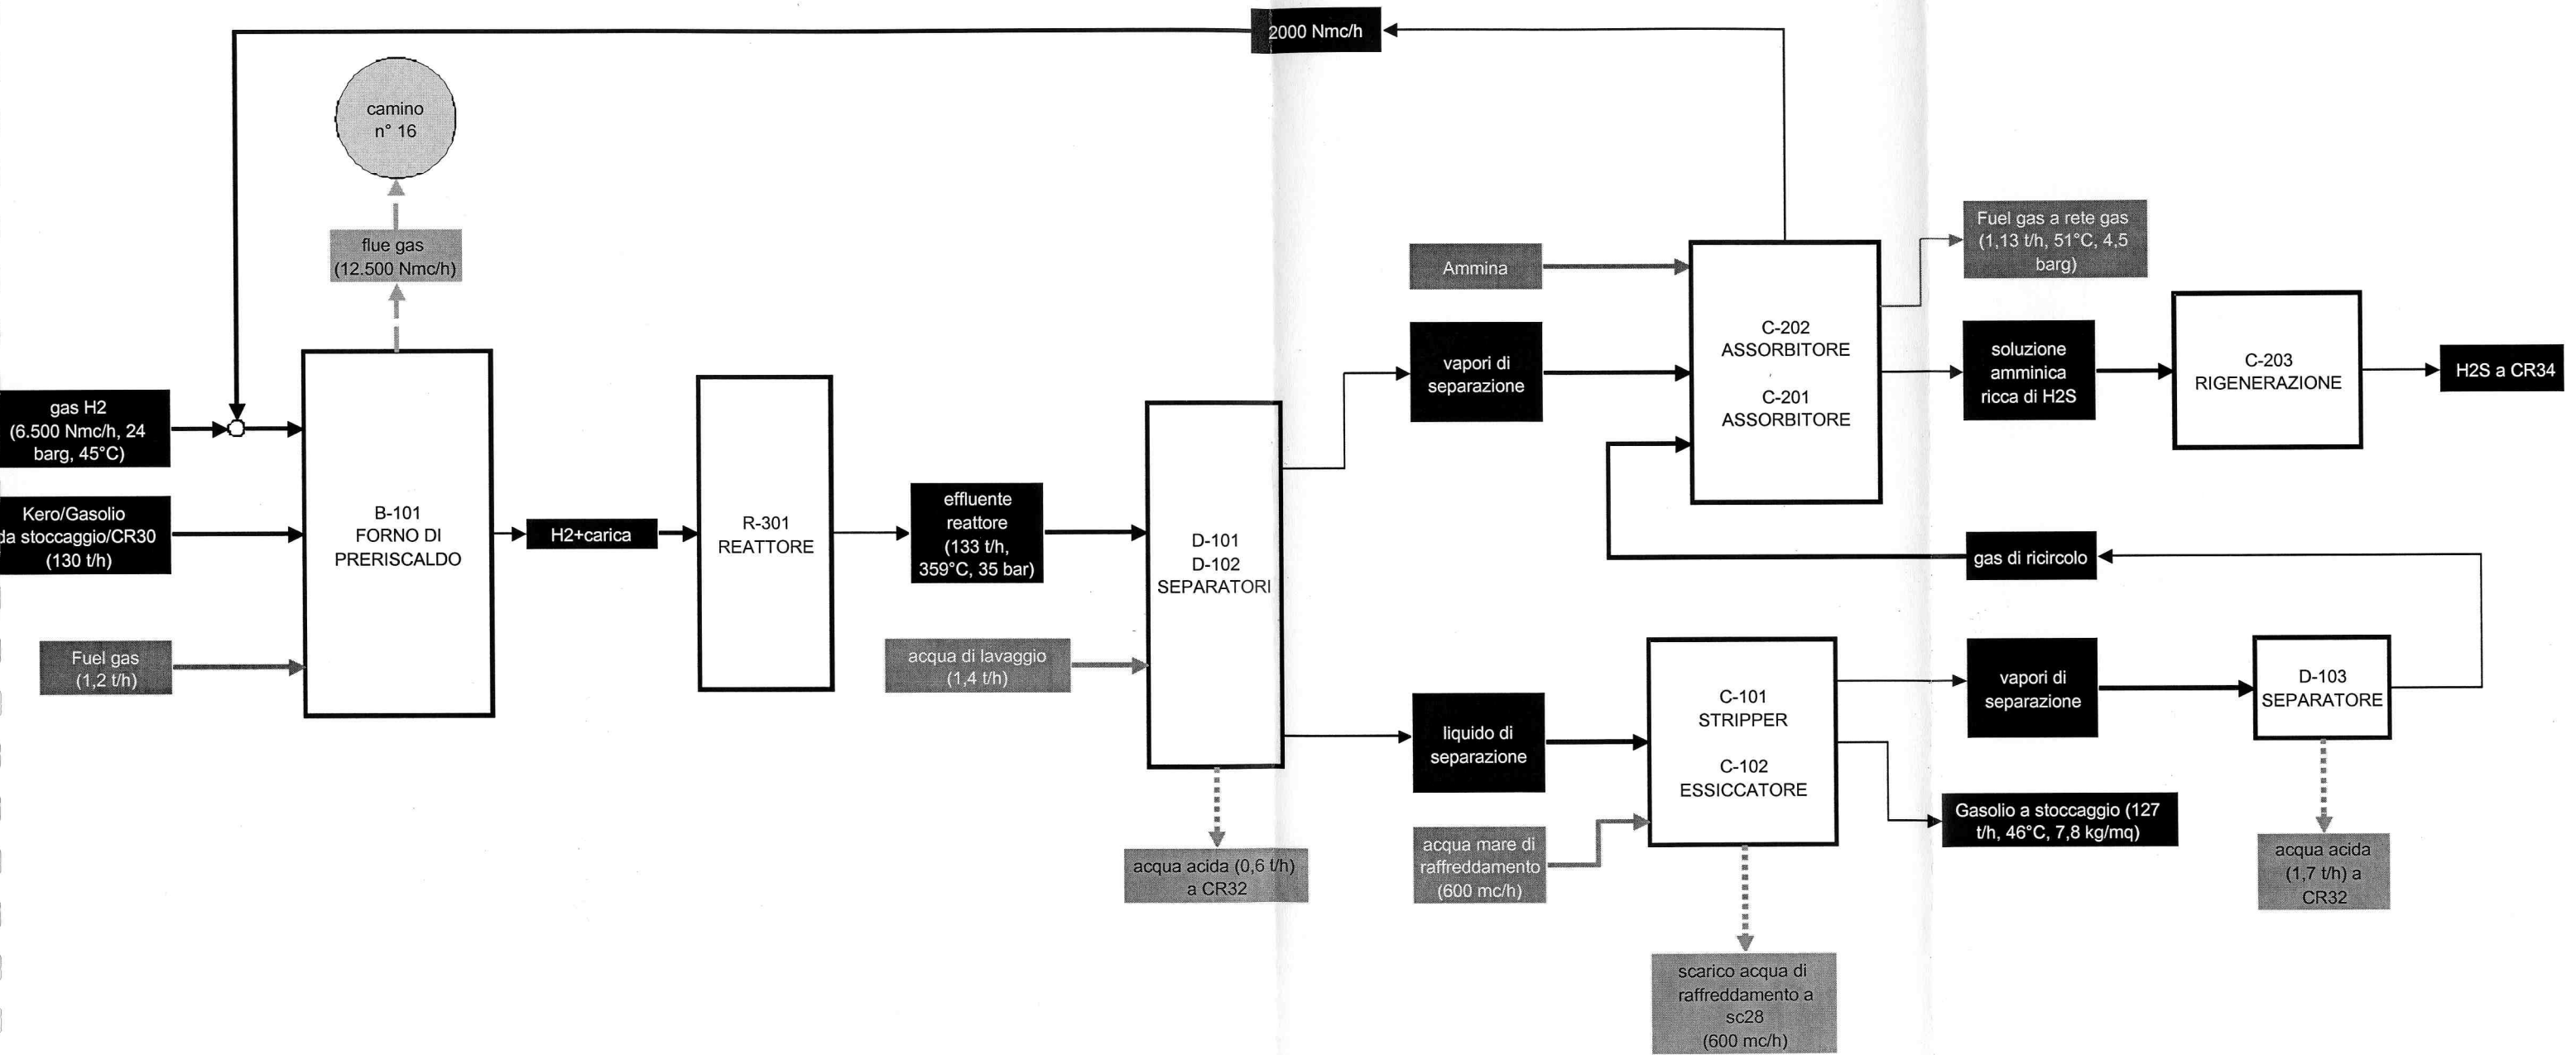 2000 Nmc/h
camino
n° 16
flue gas
(12.500 Nmc/h)
gas H2
(6.500 Nmc/h, 24
barg, 45°C)
Kero/Gasolio
da stoccaggio/CR30
(130 t/h)
Fuel gas
(1,2 t/h)
B-101
FORNO DI
PRERISCALDO
H2+carica
R-301
REATTORE
effluente
reattore
(133 t/h,
359°C, 35 bar)
acqua di lavaggio
(1,4 t/h)
D-101
D-102
SEPARATORI
acqua acida (0,6 t/h)
a CR32
Ammina
vapori di
separazione
C-202
ASSORBITORE
C-201
ASSORBITORE
Fuel gas a rete gas
(1,13 t/h, 51°C, 4,5
barg)
soluzione
amminica
ricca di H2S
C-203
RIGENERAZIONE
H2S a CR34
gas di ricircolo
liquido di
separazione
acqua mare di
raffreddamento
(600 mc/h)
C-101
STRIPPER
C-102
ESSICCATORE
vapori di
separazione
D-103
SEPARATORE
Gasolio a stoccaggio (127
t/h, 46°C, 7,8 kg/mq)
acqua acida
(1,7 t/h) a
CR32
scarico acqua di
raffreddamento a
sc28
(600 mc/h)